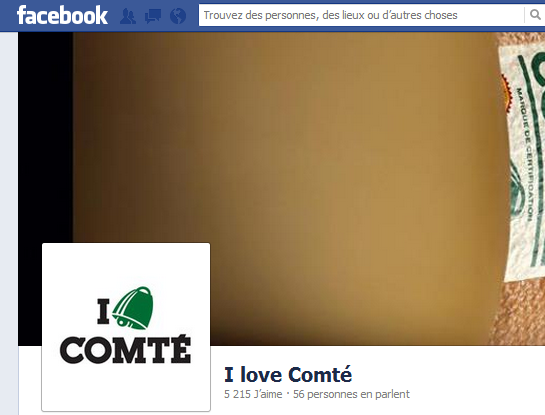 facebook
Trouvez des personnes, des lieux ou d'autres choses
MARQUE DE CERTIFICATION
I
COMTÉ
I love Comté
5 215 J'aime · 56 personnes en parlent